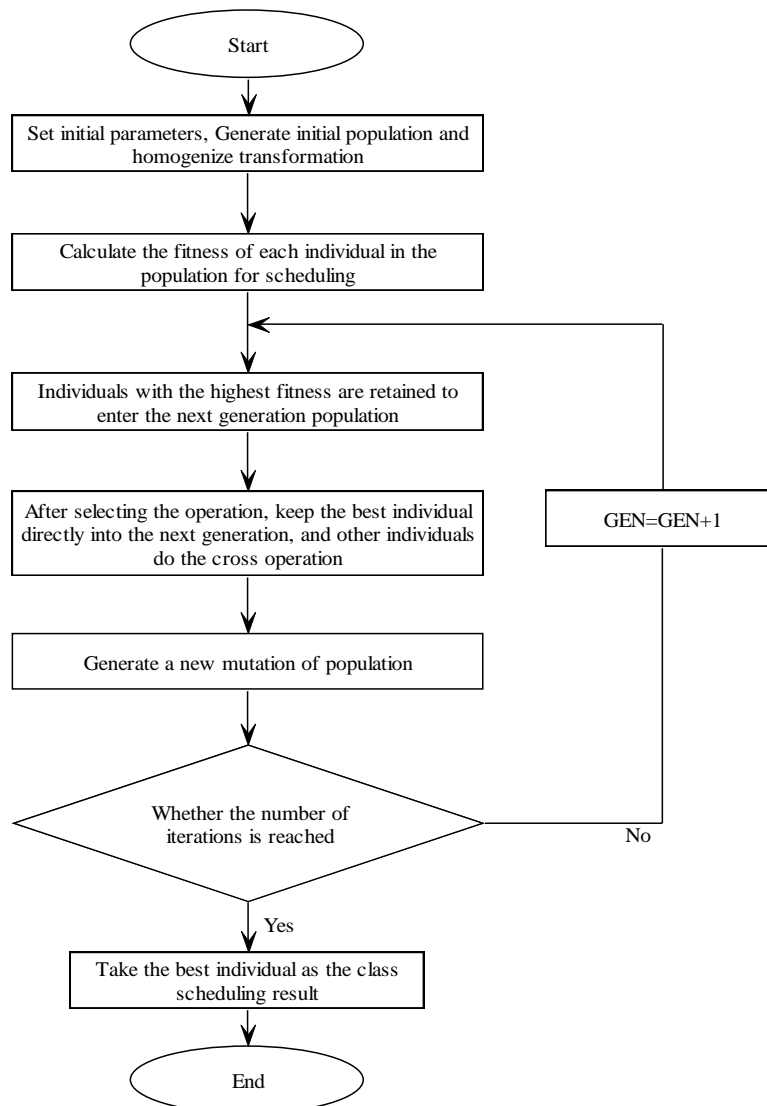 Start
Set initial parameters, Generate initial population and
homogenize transformation
Calculate the fitness of each individual in the
population for scheduling
Individuals with the highest fitness are retained to
enter the next generation population
After selecting the operation, keep the best individual
directly into the next generation, and other individuals
do the cross operation
GEN=GEN+1
Generate a new mutation of population
Whether the number of
iterations is reached
No
Yes
Take the best individual as the class
scheduling result
End